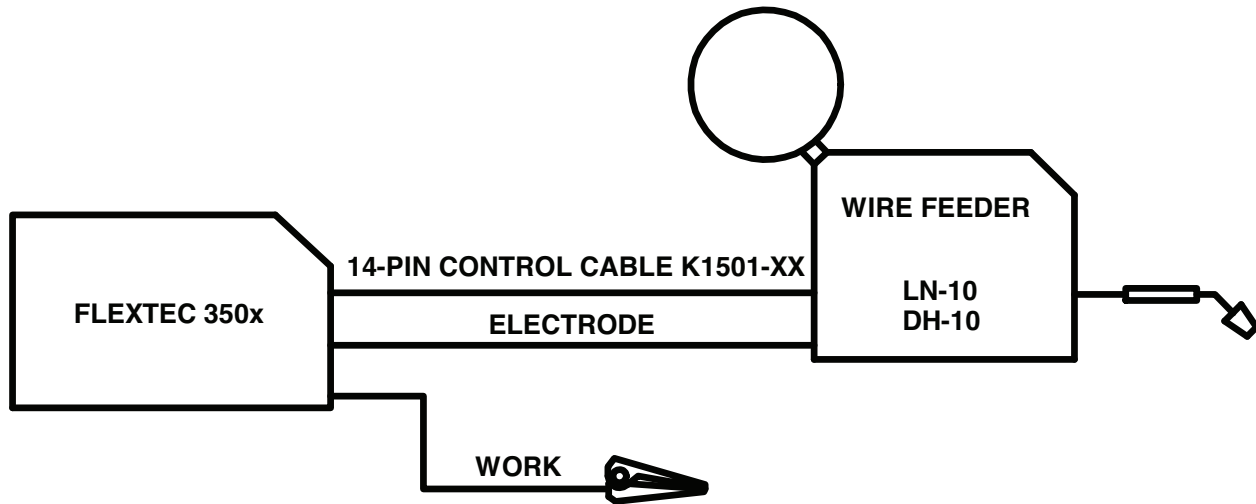 WIRE FEEDER
14-PIN CONTROL CABLE K1501-XX
FLEXTEC 350x
LN-10
DH-10
ELECTRODE
WORK